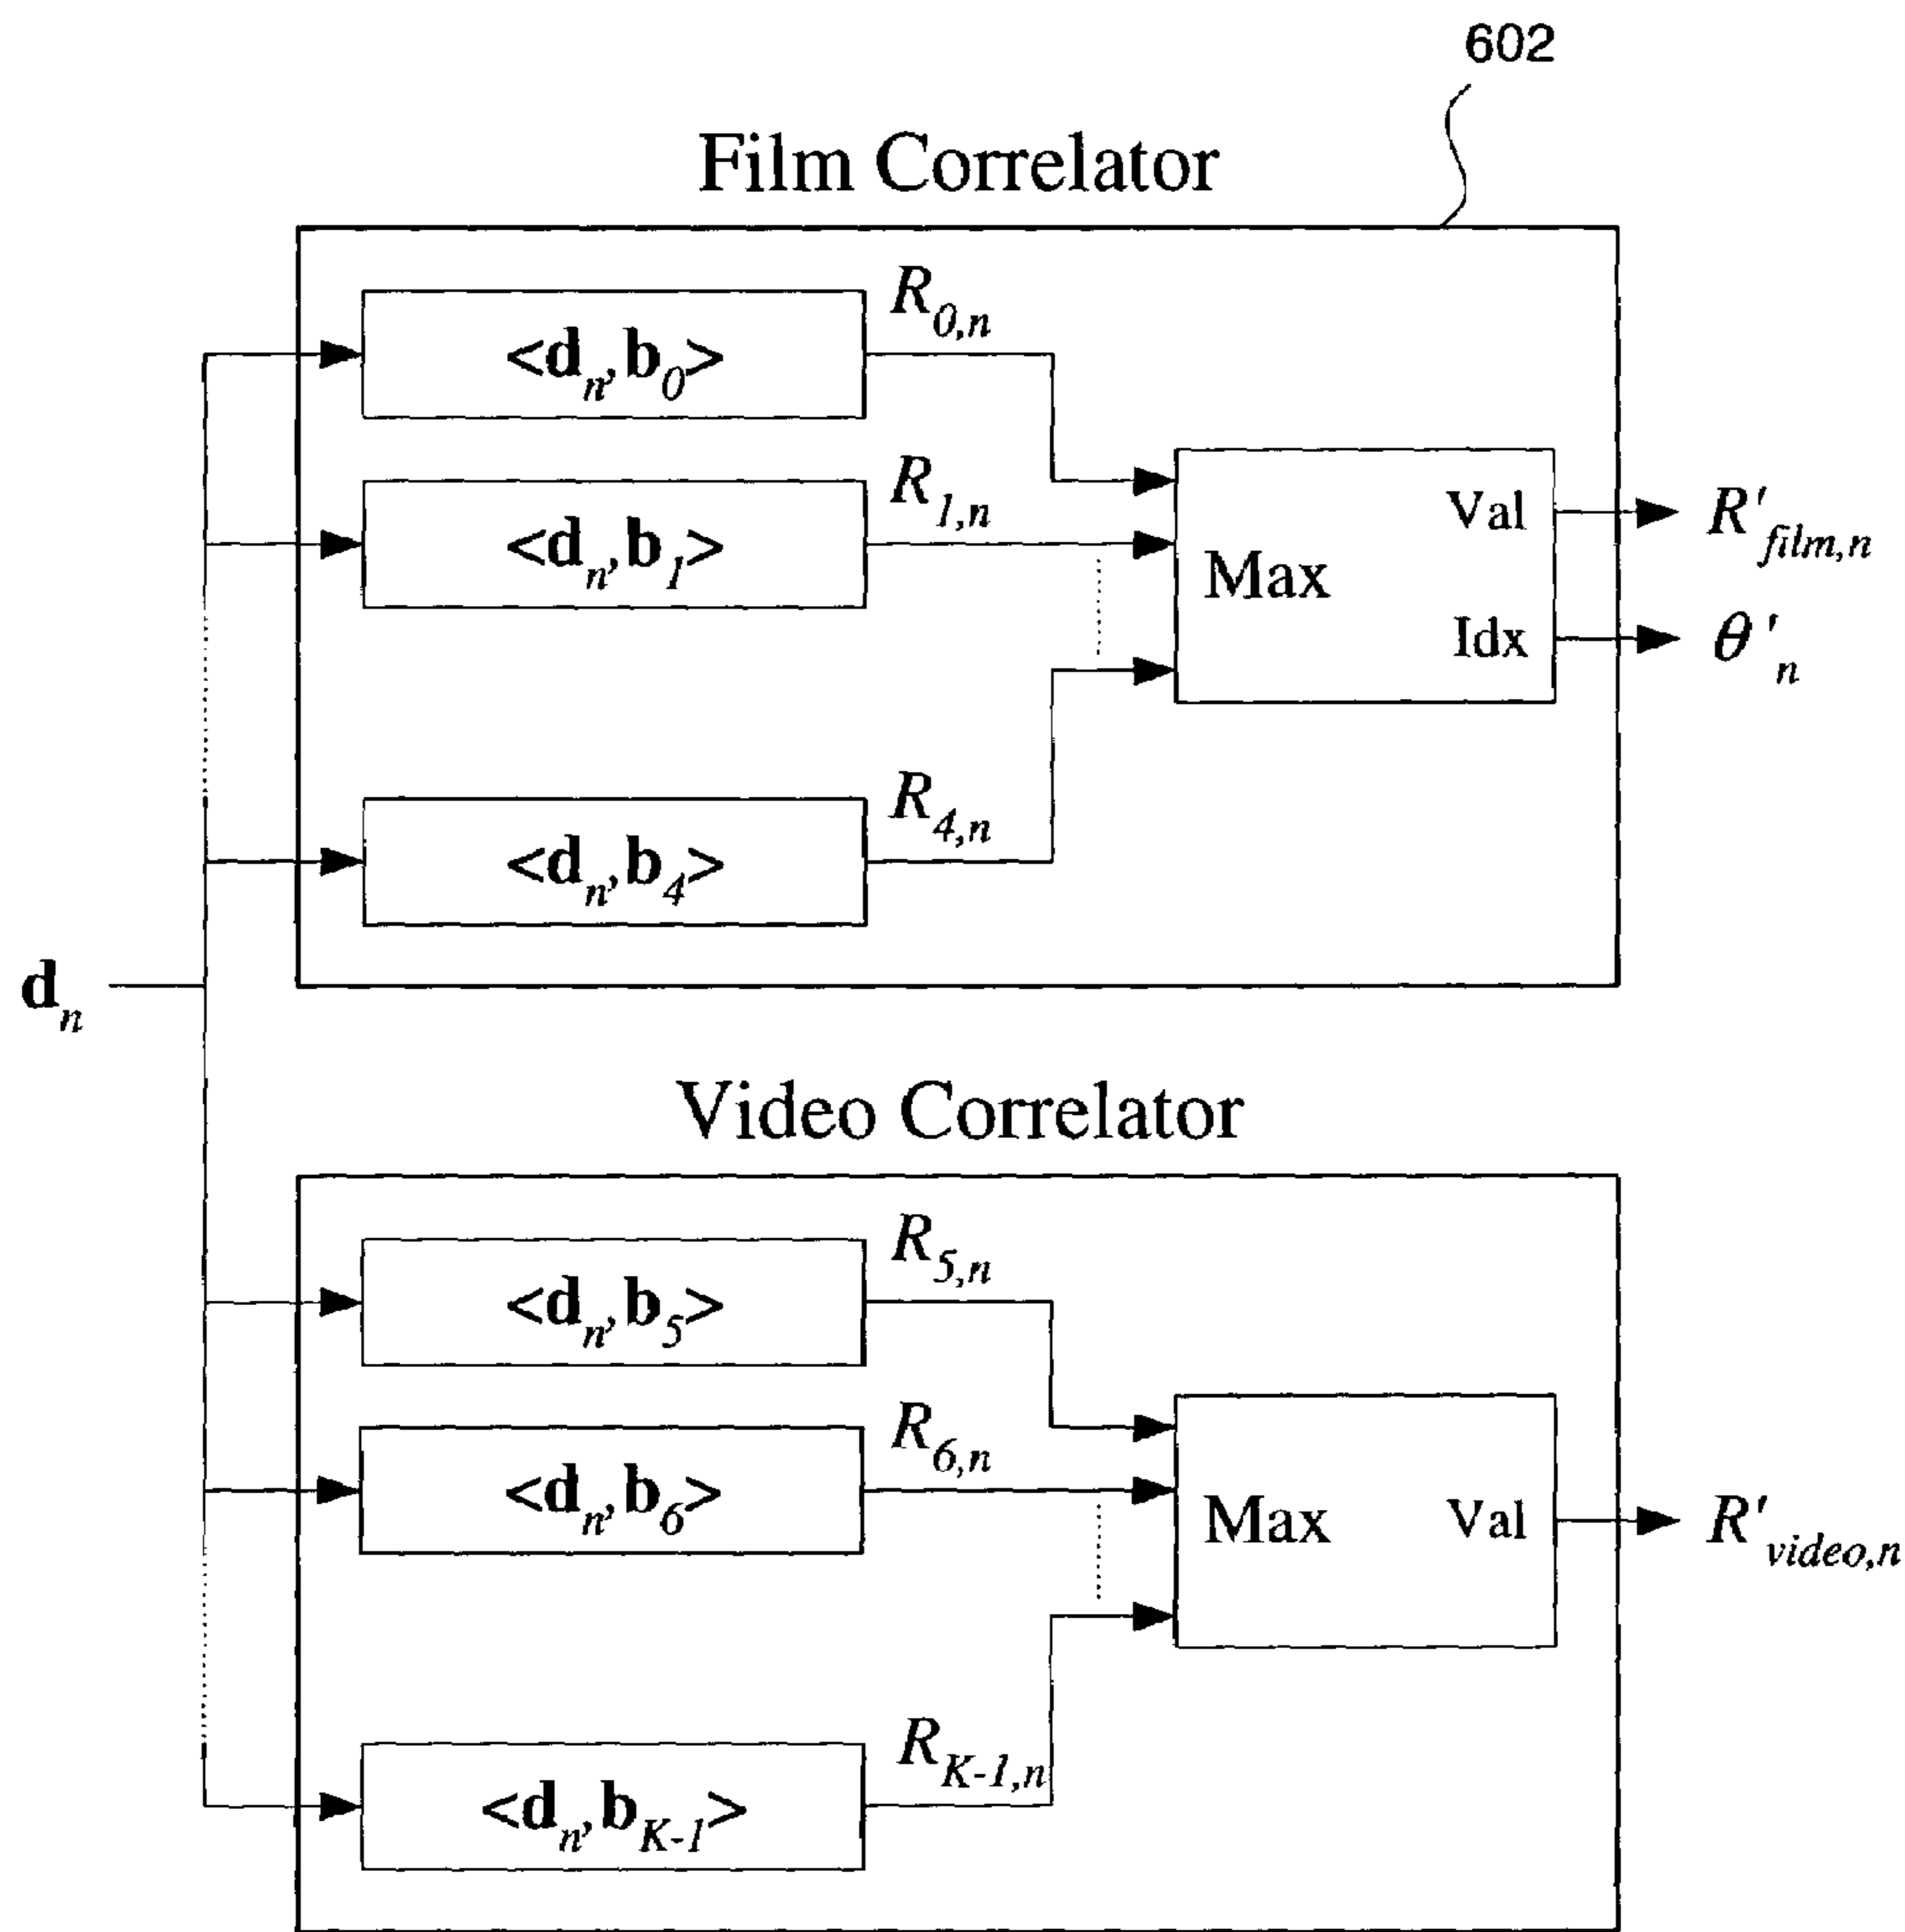 602
Film Correlator
R0,n
<dn,b0>
R1,n
<dn,b1>
Max
Val
Idx
R'film,n
θ'n
R4,n
<dn,b4>
dn
Video Correlator
R5,n
<dn,b5>
R6,n
<dn,b6>
Max
Val
R'video,n
RK-1,n
<dn,bK-1>